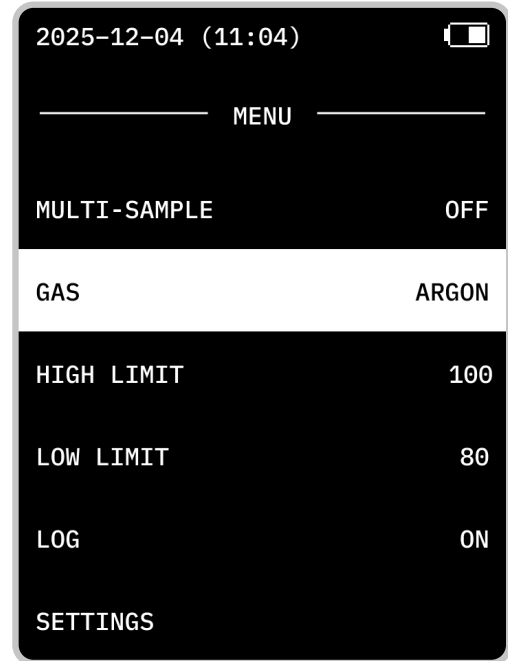 2025-12-04 (11:04)
MENU
MULTI-SAMPLE OFF
GAS ARGON
HIGH LIMIT 100
LOW LIMIT 80
LOG ON
SETTINGS